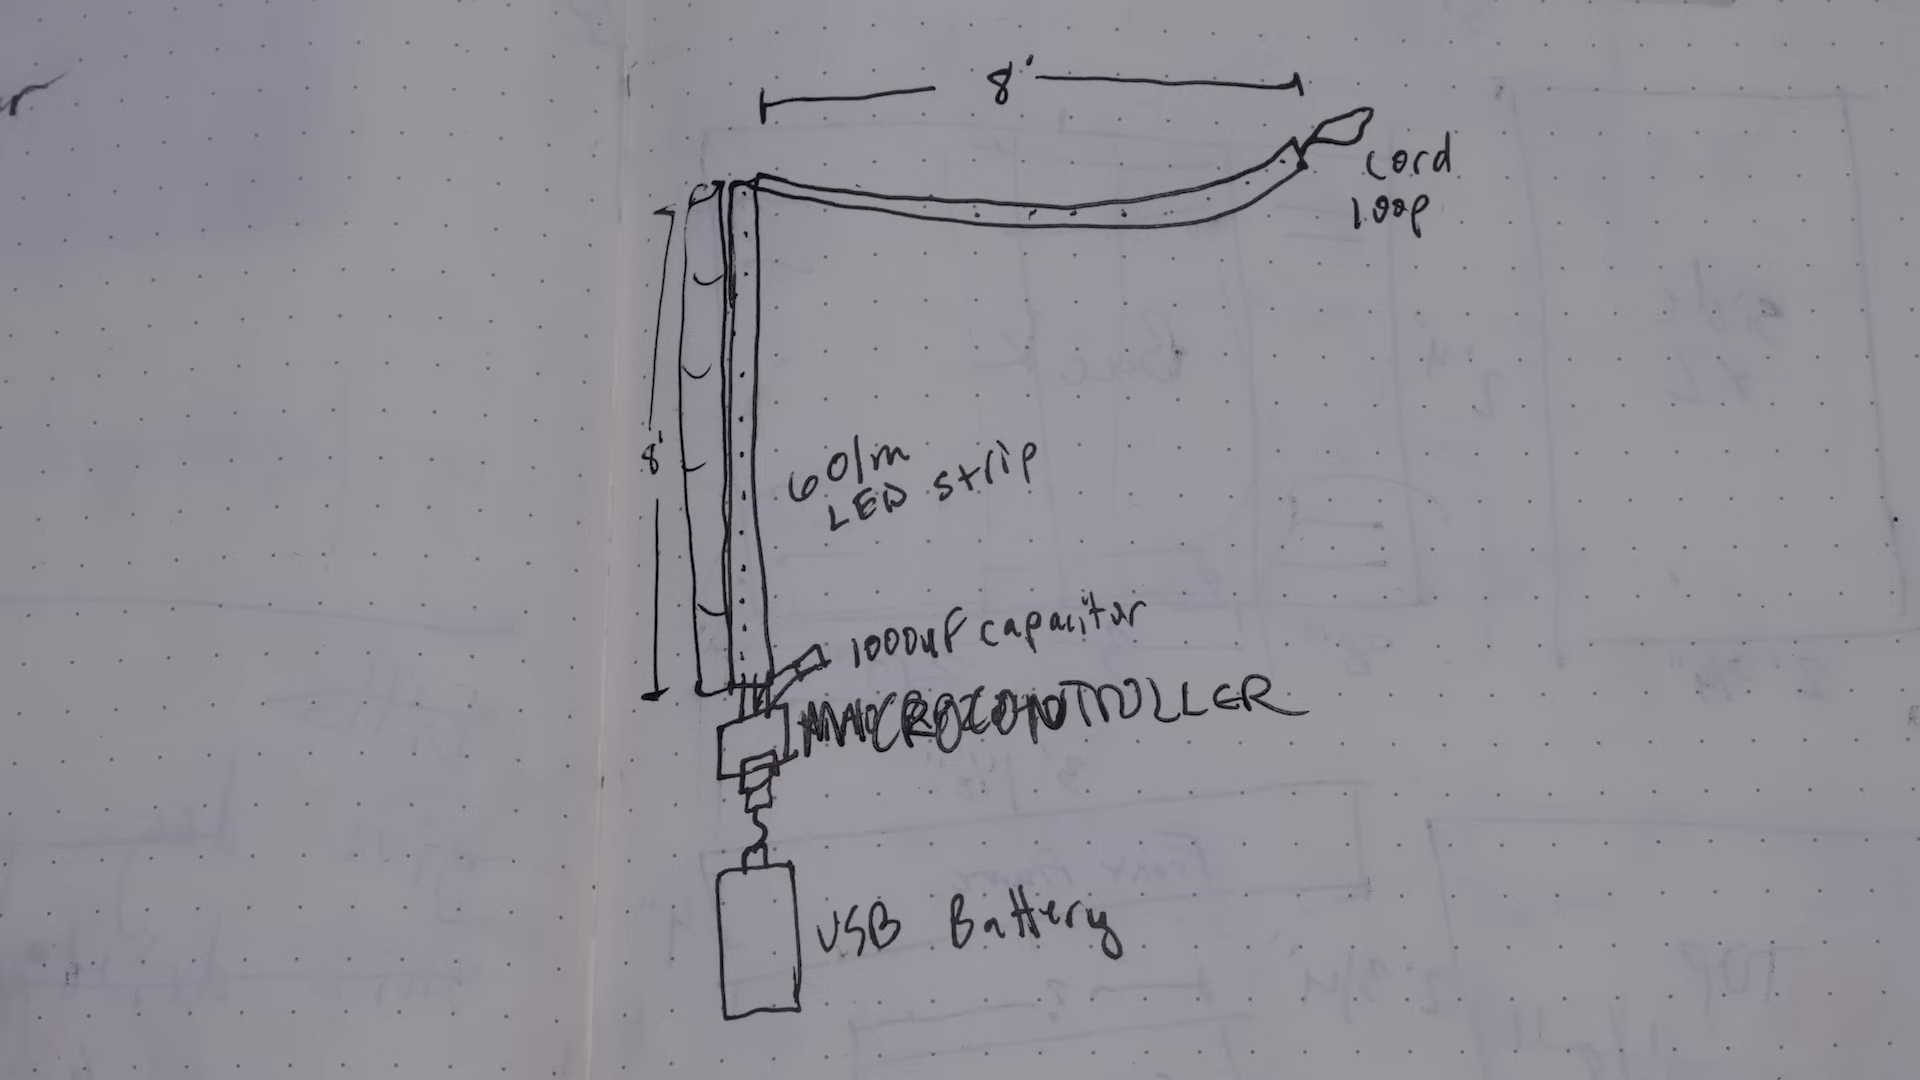 8'
cord
loop
8'
60/m
LED strip
1000uF capacitor
MICROCONTROLLER
USB Battery